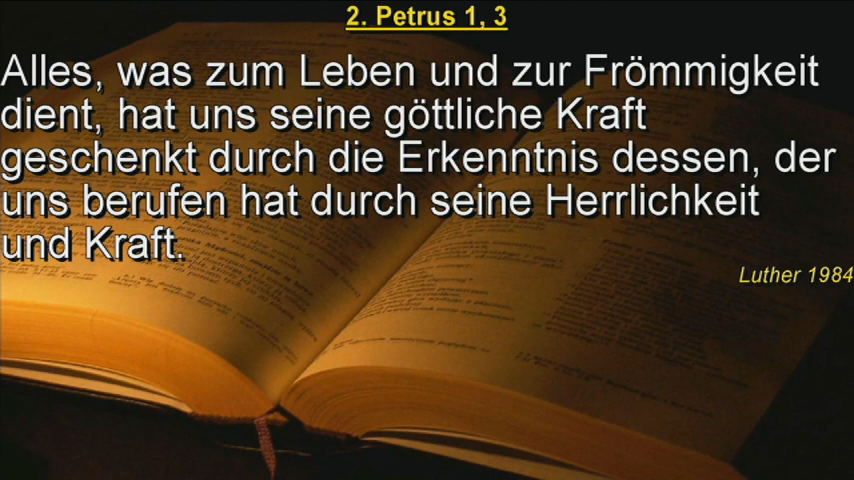 2. Petrus 1, 3
Alles, was zum Leben und zur Frömmigkeit
dient, hat uns seine göttliche Kraft
geschenkt durch die Erkenntnis dessen, der
uns berufen hat durch seine Herrlichkeit
und Kraft.
Luther 1984